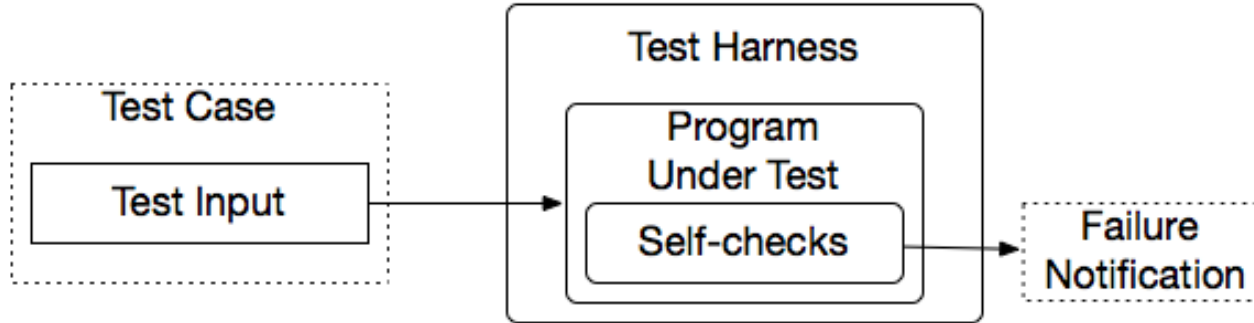 Test Case
Test Input
Test Harness
Program
Under Test
Self-checks
Failure
Notification